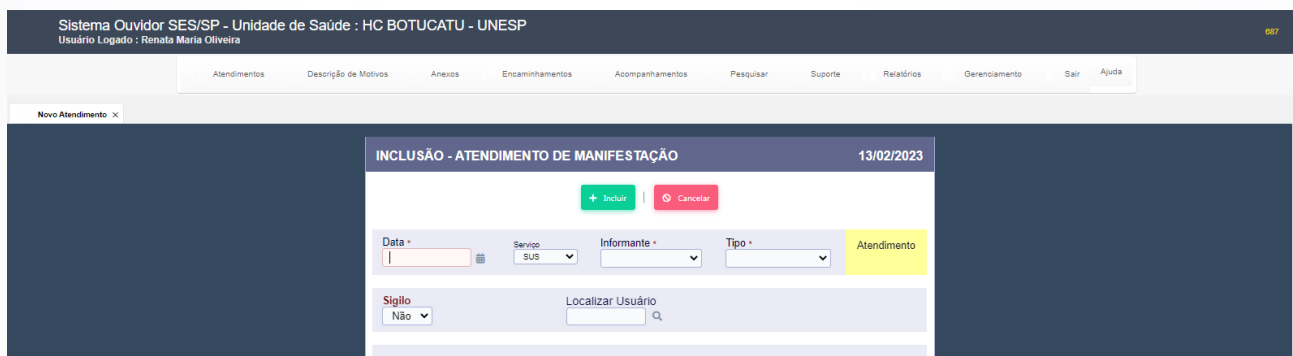 Sistema Ouvidor SES/SP - Unidade de Saúde : HC BOTUCATU - UNESP
Usuário Logado : Renata Maria Oliveira
687
Atendimentos Descrição de Motivos Anexos Encaminhamentos Acompanhamentos Pesquisar Suporte Relatórios Gerenciamento Sair Ajuda
Novo Atendimento ×
INCLUSÃO - ATENDIMENTO DE MANIFESTAÇÃO 13/02/2023
+ Incluir | Cancelar
Data * Serviço Informante * Tipo * Atendimento
SUS
Sigilo Localizar Usuário
Não